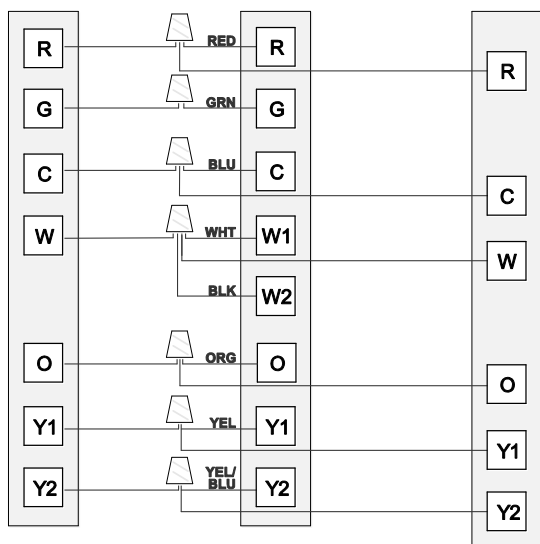 R RED R
R
G GRN G
C BLU C
C
W WHT W1
W
BLK W2
O ORG O
O
Y1 YEL Y1
Y1
Y2 YEL/
BLU Y2
Y2